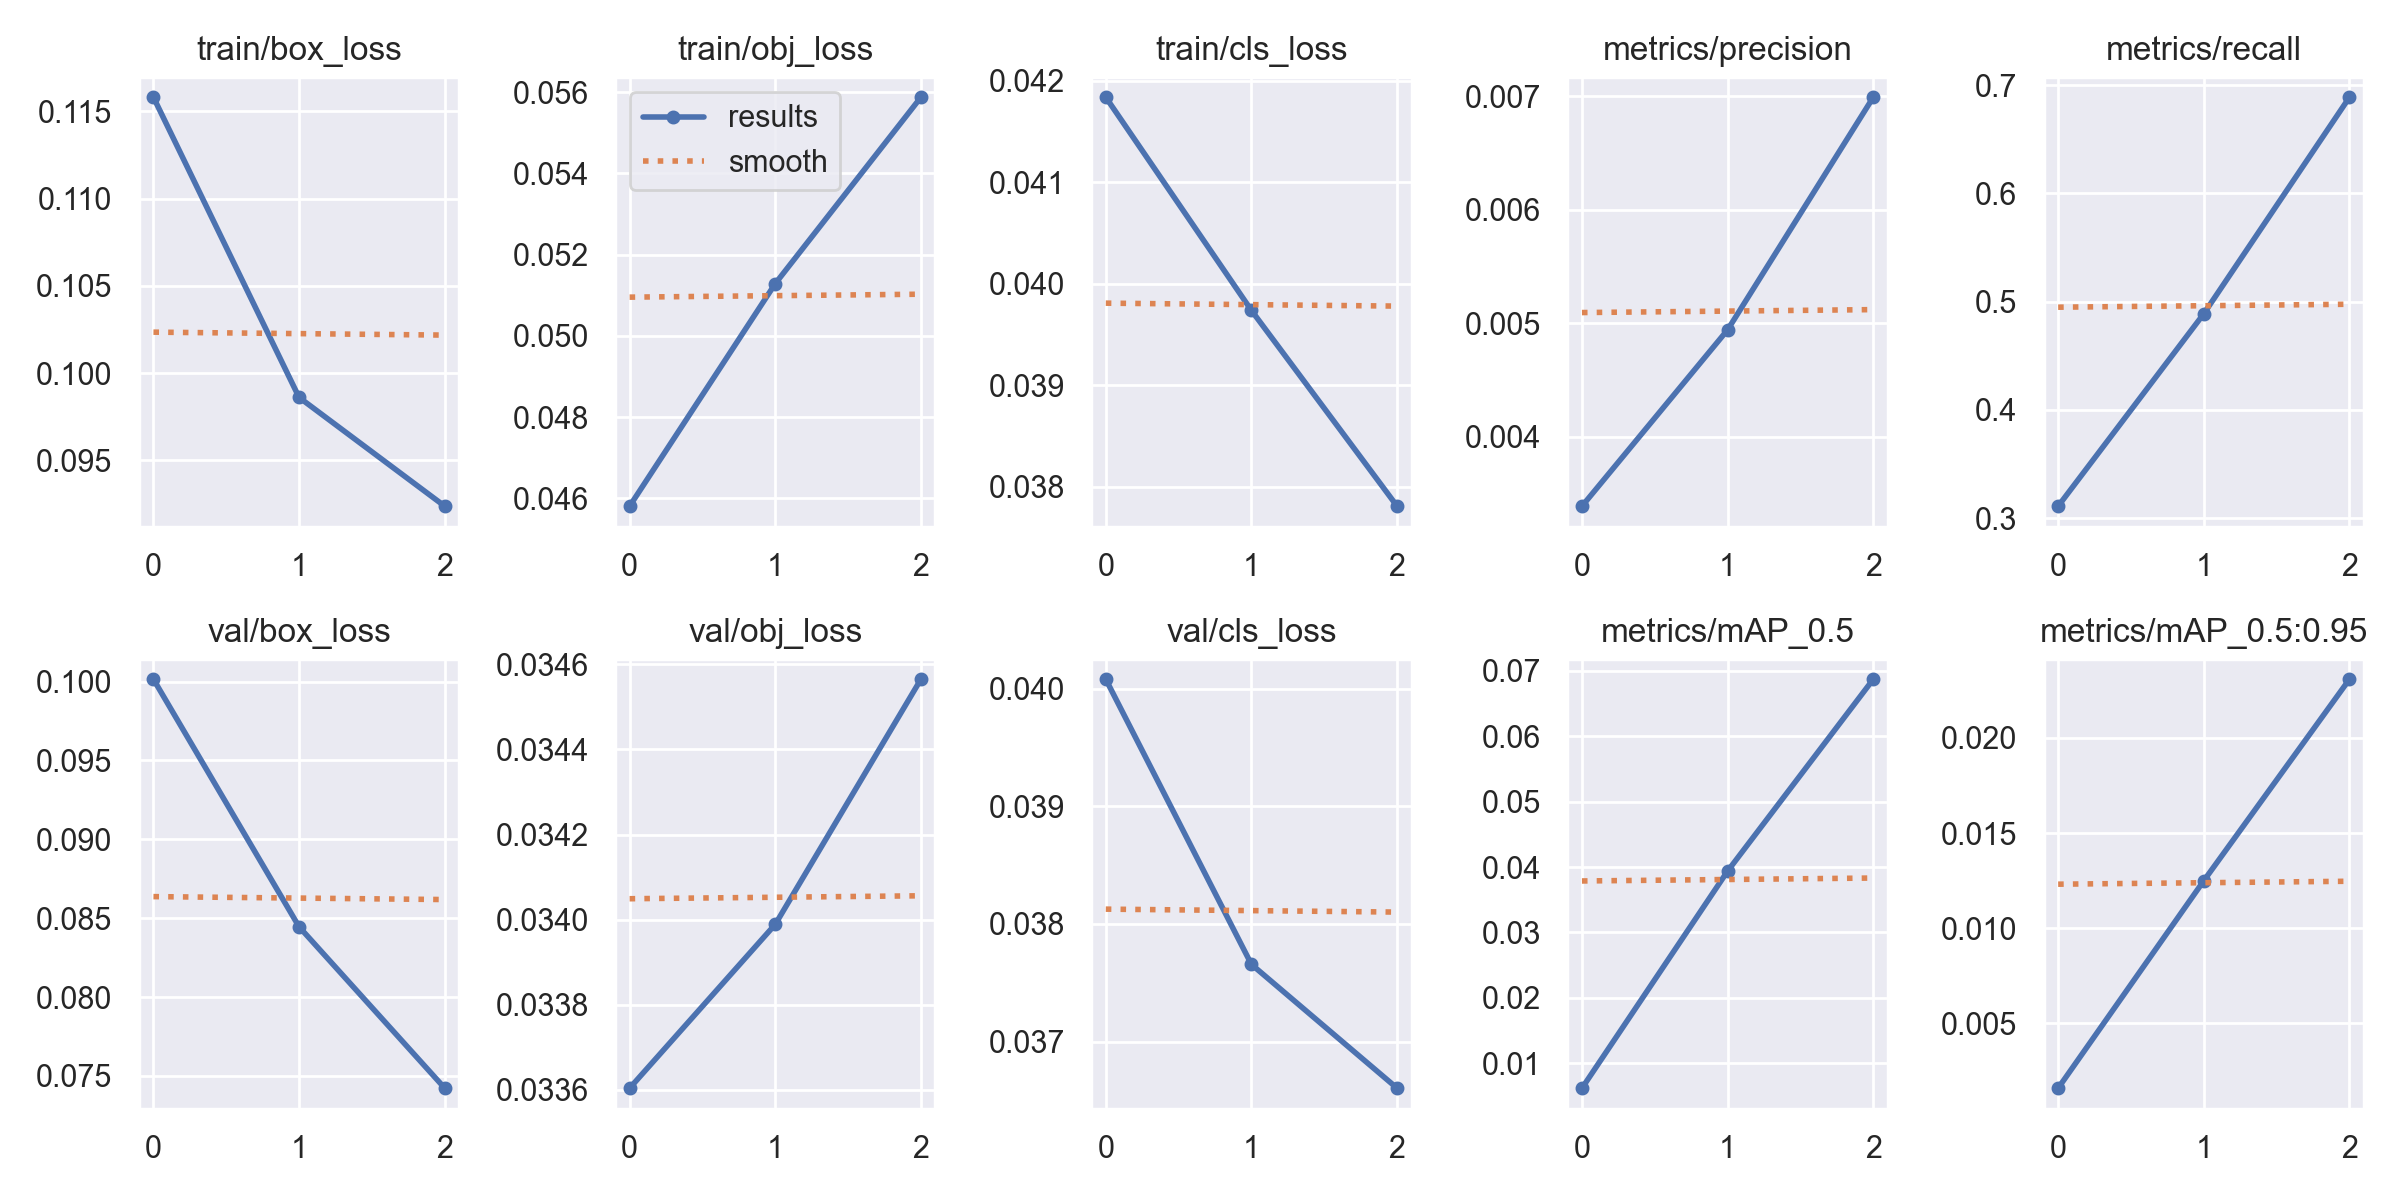 train/box_loss
0.115
0.110
0.105
0.100
0.095
0 1 2
train/obj_loss
0.056
0.054
0.052
0.050
0.048
0.046
results
smooth
0 1 2
train/cls_loss
0.042
0.041
0.040
0.039
0.038
0 1 2
metrics/precision
0.007
0.006
0.005
0.004
0 1 2
metrics/recall
0.7
0.6
0.5
0.4
0.3
0 1 2
val/box_loss
0.100
0.095
0.090
0.085
0.080
0.075
0 1 2
val/obj_loss
0.0346
0.0344
0.0342
0.0340
0.0338
0.0336
0 1 2
val/cls_loss
0.040
0.039
0.038
0.037
0 1 2
metrics/mAP_0.5
0.07
0.06
0.05
0.04
0.03
0.02
0.01
0 1 2
metrics/mAP_0.5:0.95
0.020
0.015
0.010
0.005
0 1 2